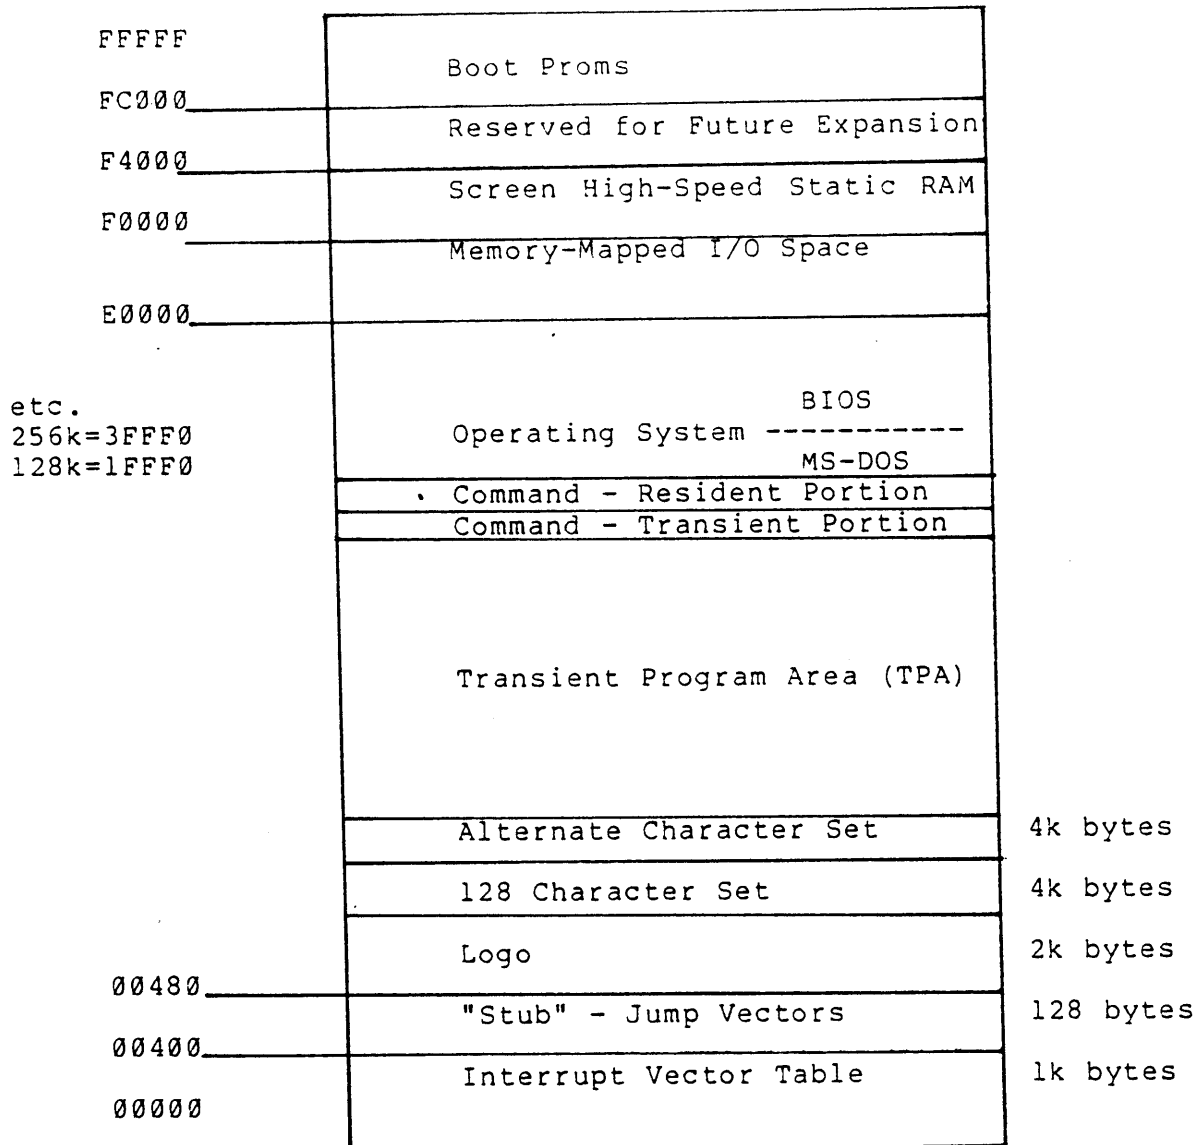 FFFFF
Boot Proms
FC000
Reserved for Future Expansion
F4000
Screen High-Speed Static RAM
F0000
Memory-Mapped I/O Space
E0000
etc.
BIOS
256k=3FFF0
Operating System -----------
128k=1FFF0
MS-DOS
Command - Resident Portion
Command - Transient Portion
Transient Program Area (TPA)
Alternate Character Set 4k bytes
128 Character Set 4k bytes
Logo 2k bytes
00480
"Stub" - Jump Vectors 128 bytes
00400
Interrupt Vector Table 1k bytes
00000